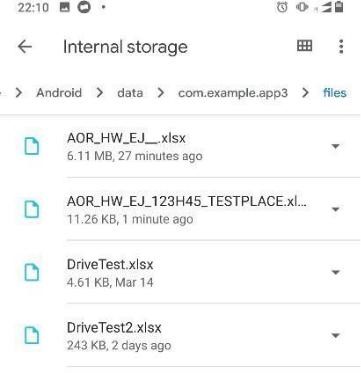 22:10
Internal storage
Android > data > com.example.app3 > files
AOR_HW_EJ__.xlsx
6.11 MB, 27 minutes ago
AOR_HW_EJ_123H45_TESTPLACE.xl...
11.26 KB, 1 minute ago
DriveTest.xlsx
4.61 KB, Mar 14
DriveTest2.xlsx
243 KB, 2 days ago